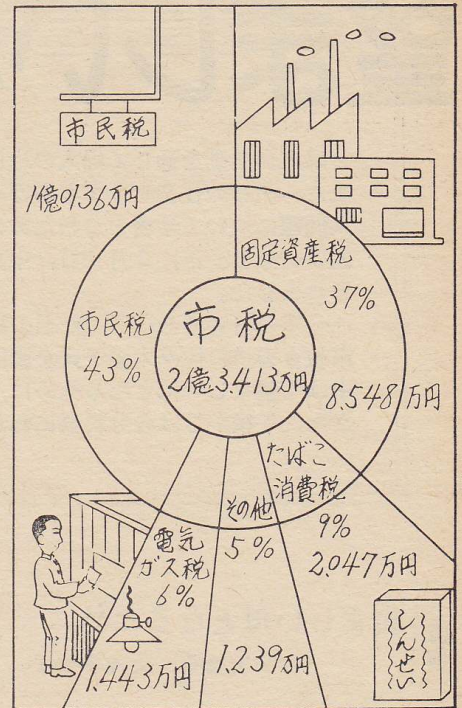 市民税
1億0136万円
固定資産税
37%
8.548万円
市民税
43%
市税
2億3.413万円
たばこ
消費税
9%
2.047万円
その他
5%
1.239万円
電気
ガス税
6%
1.443万円
しんせい